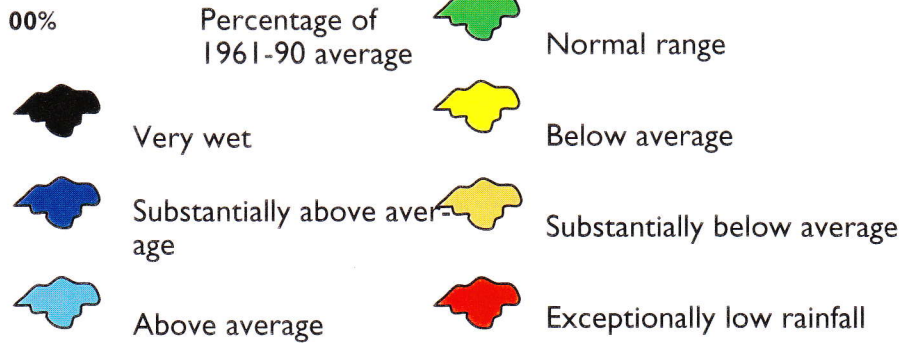 00%
Percentage of
1961-90 average
Very wet
Substantially above aver-
age
Above average
Normal range
Below average
Substantially below average
Exceptionally low rainfall